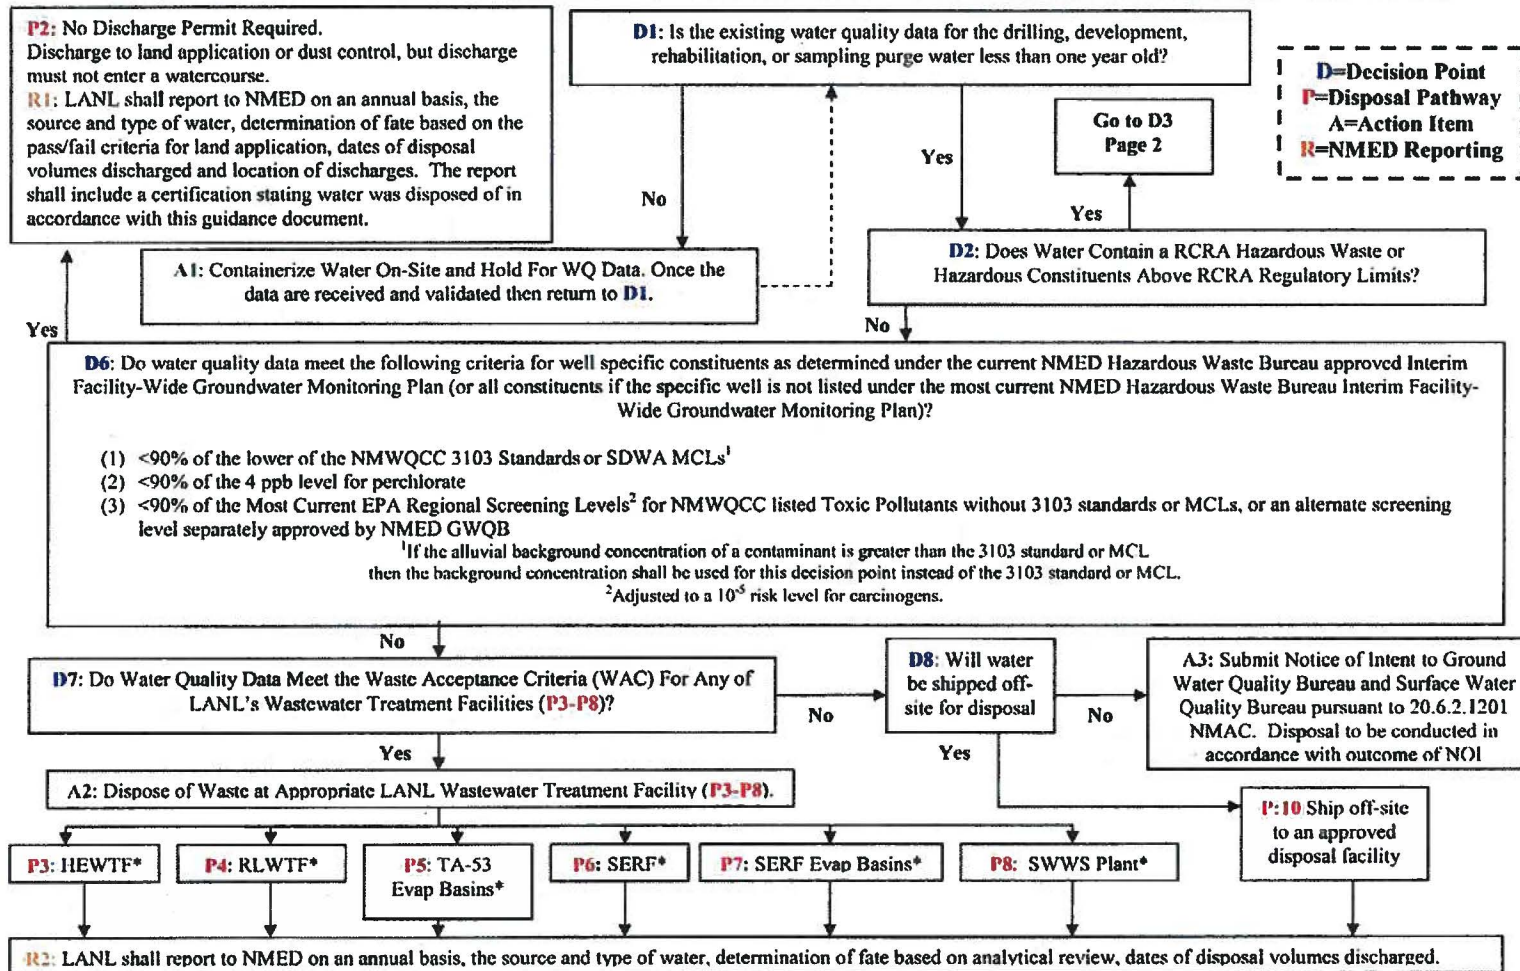 P2: No Discharge Permit Required.
Discharge to land application or dust control, but discharge
must not enter a watercourse.
R1: LANL shall report to NMED on an annual basis, the
source and type of water, determination of fate based on the
pass/fail criteria for land application, dates of disposal
volumes discharged and location of discharges. The report
shall include a certification stating water was disposed of in
accordance with this guidance document.
D1: Is the existing water quality data for the drilling, development,
rehabilitation, or sampling purge water less than one year old?
D=Decision Point
P=Disposal Pathway
A=Action Item
R=NMED Reporting
Go to D3
Page 2
No
Yes
Yes
A1: Containerize Water On-Site and Hold For WQ Data. Once the
data are received and validated then return to D1.
D2: Does Water Contain a RCRA Hazardous Waste or
Hazardous Constituents Above RCRA Regulatory Limits?
Yes
No
D6: Do water quality data meet the following criteria for well specific constituents as determined under the current NMED Hazardous Waste Bureau approved Interim
Facility-Wide Groundwater Monitoring Plan (or all constituents if the specific well is not listed under the most current NMED Hazardous Waste Bureau Interim Facility-
Wide Groundwater Monitoring Plan)?
(1) <90% of the lower of the NMWQCC 3103 Standards or SDWA MCLs¹
(2) <90% of the 4 ppb level for perchlorate
(3) <90% of the Most Current EPA Regional Screening Levels² for NMWQCC listed Toxic Pollutants without 3103 standards or MCLs, or an alternate screening
level separately approved by NMED GWQB
¹If the alluvial background concentration of a contaminant is greater than the 3103 standard or MCL
then the background concentration shall be used for this decision point instead of the 3103 standard or MCL.
²Adjusted to a 10⁻⁵ risk level for carcinogens.
No
D7: Do Water Quality Data Meet the Waste Acceptance Criteria (WAC) For Any of
LANL's Wastewater Treatment Facilities (P3-P8)?
No
D8: Will water
be shipped off-
site for disposal
No
A3: Submit Notice of Intent to Ground
Water Quality Bureau and Surface Water
Quality Bureau pursuant to 20.6.2.1201
NMAC. Disposal to be conducted in
accordance with outcome of NOI
Yes
Yes
A2: Dispose of Waste at Appropriate LANL Wastewater Treatment Facility (P3-P8).
P:10 Ship off-site
to an approved
disposal facility
P3: HEWTF*
P4: RLWTF*
P5: TA-53
Evap Basins*
P6: SERF*
P7: SERF Evap Basins*
P8: SWWS Plant*
R2: LANL shall report to NMED on an annual basis, the source and type of water, determination of fate based on analytical review, dates of disposal volumes discharged.